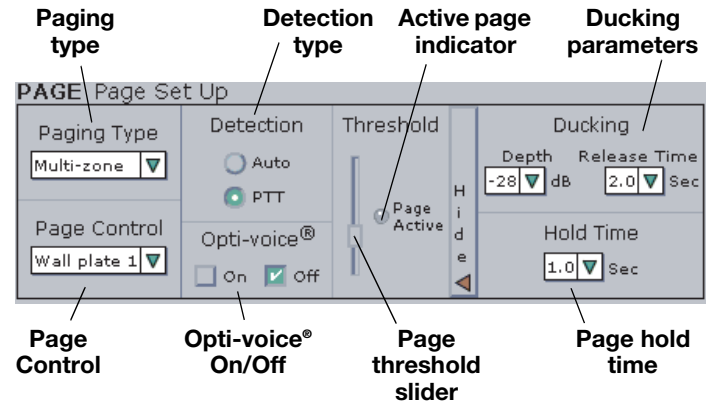 Paging type
Detection type
Active page indicator
Ducking parameters
PAGE Page Set Up
Paging Type
Multi-zone
Page Control
Wall plate 1
Detection
Auto
PTT
Opti-voice®
On
Off
Threshold
Page Active
Hide
Ducking
Depth
-28 dB
Release Time
2.0 Sec
Hold Time
1.0 Sec
Page Control
Opti-voice® On/Off
Page threshold slider
Page hold time